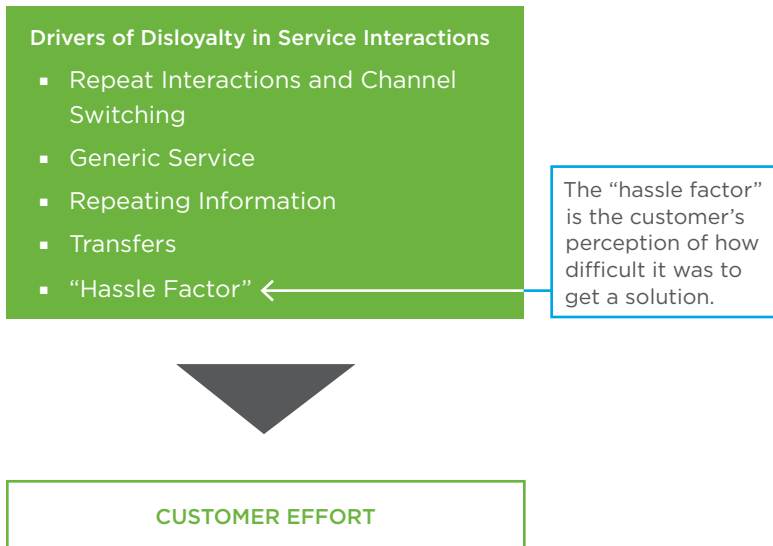 Drivers of Disloyalty in Service Interactions
▪ Repeat Interactions and Channel
Switching
▪ Generic Service
▪ Repeating Information
▪ Transfers
▪ “Hassle Factor”
The “hassle factor”
is the customer’s
perception of how
difficult it was to
get a solution.
CUSTOMER EFFORT